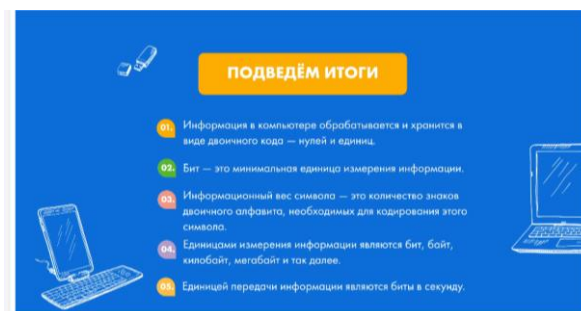 ПОДВЕДЁМ ИТОГИ
01. Информация в компьютере обрабатывается и хранится в
виде двоичного кода — нулей и единиц.
02. Бит — это минимальная единица измерения информации.
03. Информационный вес символа — это количество знаков
двоичного алфавита, необходимых для кодирования этого
символа.
04. Единицами измерения информации являются бит, байт,
килобайт, мегабайт и так далее.
05. Единицей передачи информации являются биты в секунду.